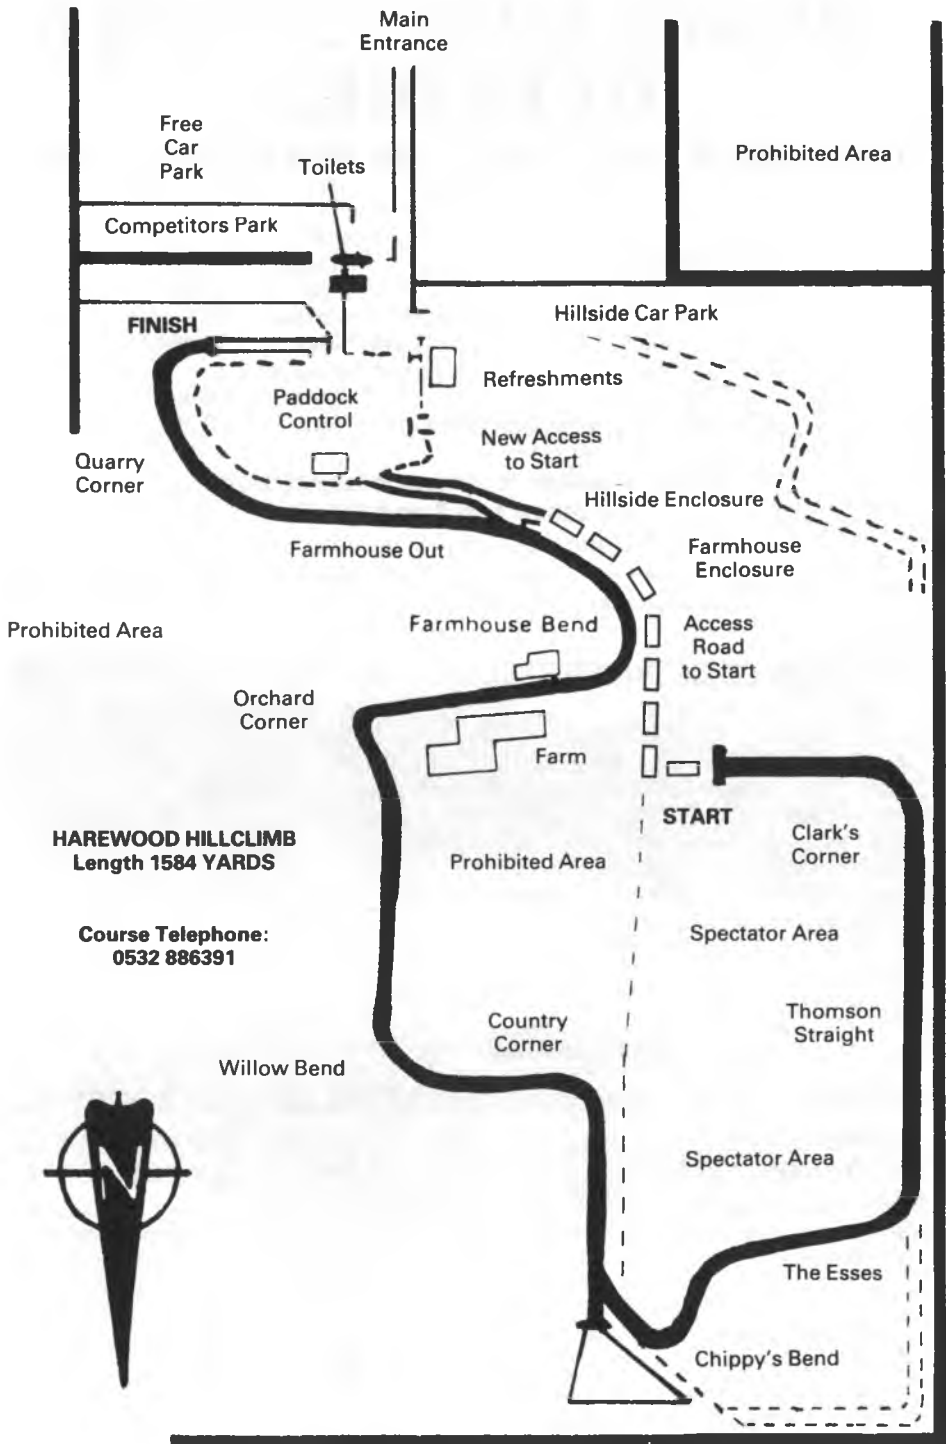 Main
Entrance
Free
Car
Park
Toilets
Prohibited Area
Competitors Park
Hillside Car Park
FINISH
Refreshments
Paddock
Control
New Access
to Start
Quarry
Corner
Hillside Enclosure
Farmhouse Out
Farmhouse
Enclosure
Prohibited Area
Farmhouse Bend
Access
Road
to Start
Orchard
Corner
Farm
START
HAREWOOD HILLCLIMB
Length 1584 YARDS
Prohibited Area
Clark's
Corner
Course Telephone:
0532 886391
Spectator Area
Country
Corner
Thomson
Straight
Willow Bend
N
Spectator Area
The Esses
Chippy's Bend